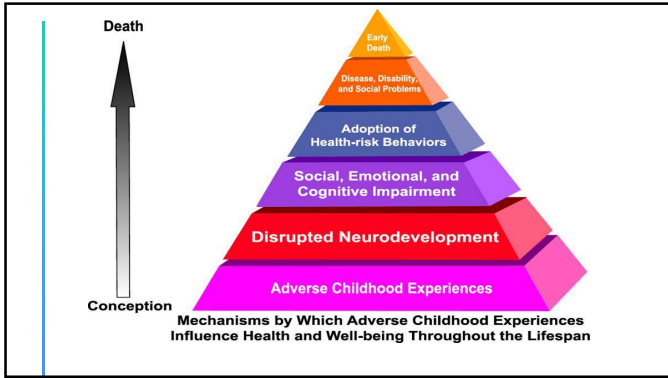 Death
Early
Death
Disease, Disability,
and Social Problems
Adoption of
Health-risk Behaviors
Social, Emotional, and
Cognitive Impairment
Disrupted Neurodevelopment
Adverse Childhood Experiences
Conception
Mechanisms by Which Adverse Childhood Experiences
Influence Health and Well-being Throughout the Lifespan